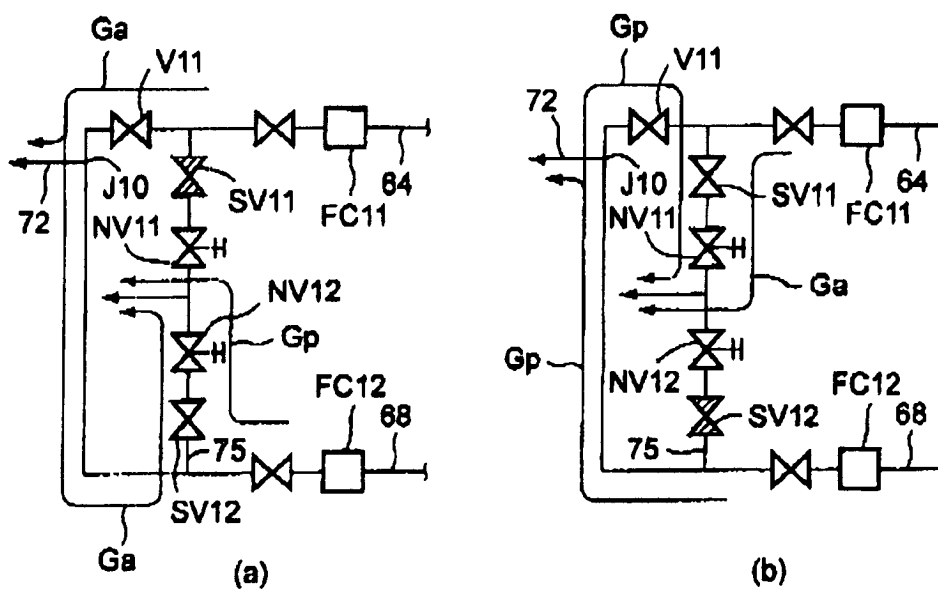 Ga
V11
72
J10
SV11
64
FC11
NV11
NV12
Gp
FC12
68
75
SV12
Ga
(a)
Gp
V11
72
J10
SV11
64
FC11
NV11
Ga
Gp
NV12
FC12
68
75
SV12
(b)
H
H
H
H